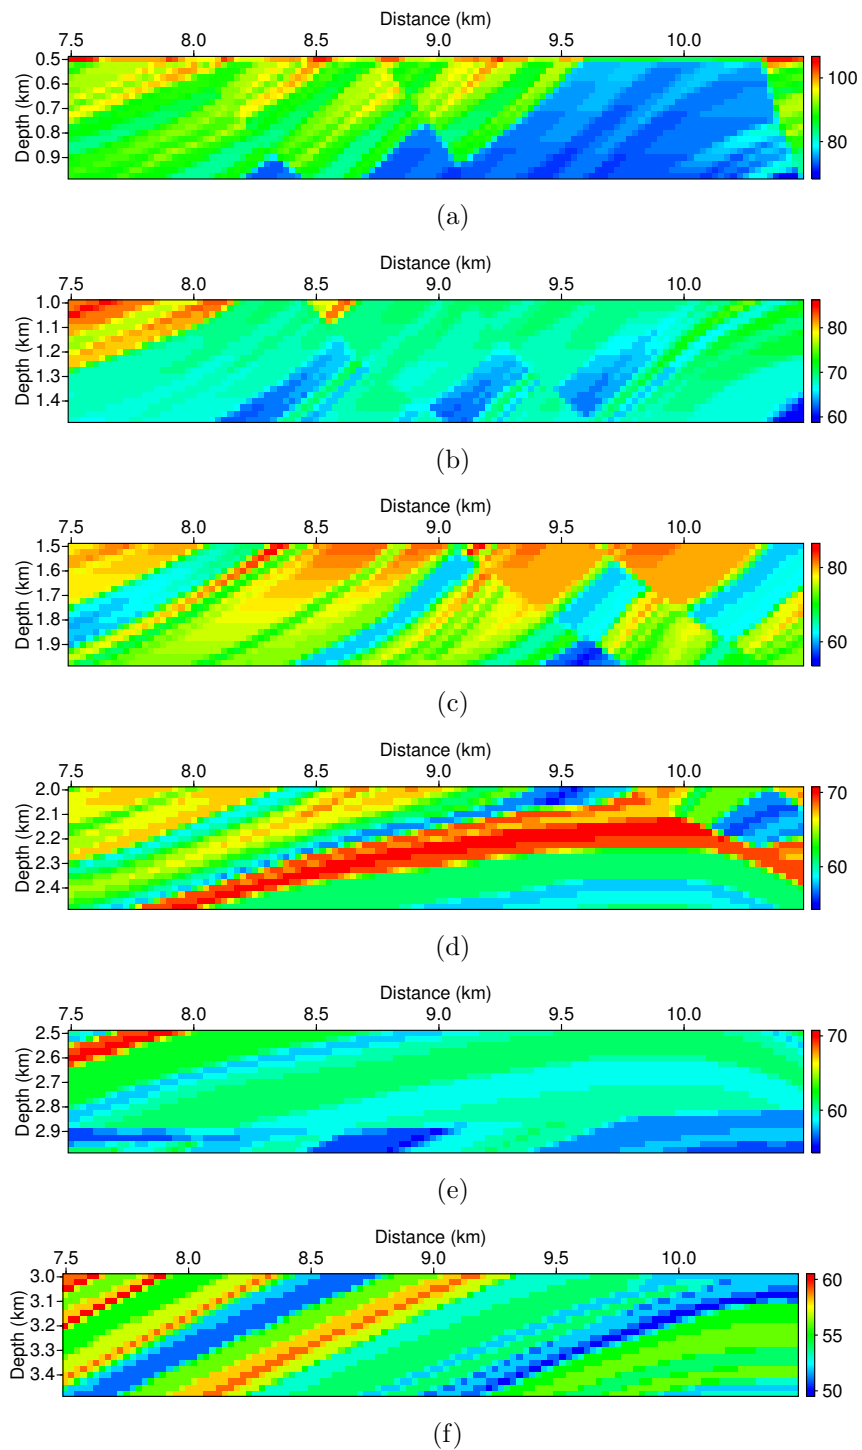 Distance (km)
7.5 8.0 8.5 9.0 9.5 10.0
Depth (km)
0.5
0.6
0.7
0.8
0.9
100
80
(a)
Distance (km)
7.5 8.0 8.5 9.0 9.5 10.0
Depth (km)
1.0
1.1
1.2
1.3
1.4
80
70
60
(b)
Distance (km)
7.5 8.0 8.5 9.0 9.5 10.0
Depth (km)
1.5
1.6
1.7
1.8
1.9
80
70
60
(c)
Distance (km)
7.5 8.0 8.5 9.0 9.5 10.0
Depth (km)
2.0
2.1
2.2
2.3
2.4
70
60
(d)
Distance (km)
7.5 8.0 8.5 9.0 9.5 10.0
Depth (km)
2.5
2.6
2.7
2.8
2.9
70
60
(e)
Distance (km)
7.5 8.0 8.5 9.0 9.5 10.0
Depth (km)
3.0
3.1
3.2
3.3
3.4
60
55
50
(f)